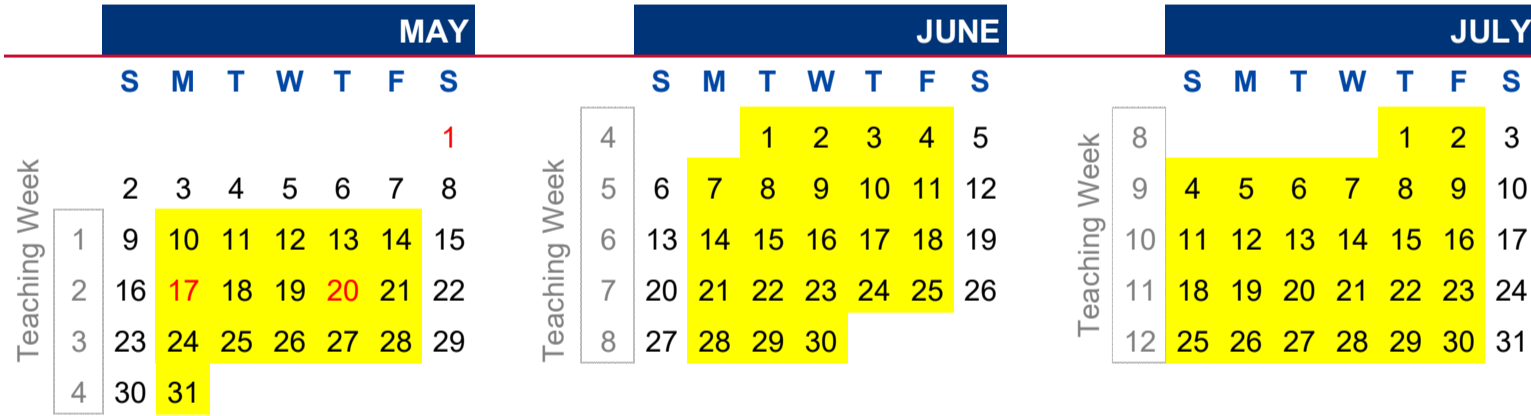 MAY
S M T W T F S
1
2 3 4 5 6 7 8
1 9 10 11 12 13 14 15
2 16 17 18 19 20 21 22
3 23 24 25 26 27 28 29
4 30 31
Teaching Week
JUNE
S M T W T F S
4 1 2 3 4 5
5 6 7 8 9 10 11 12
6 13 14 15 16 17 18 19
7 20 21 22 23 24 25 26
8 27 28 29 30
Teaching Week
JULY
S M T W T F S
8 1 2 3
9 4 5 6 7 8 9 10
10 11 12 13 14 15 16 17
11 18 19 20 21 22 23 24
12 25 26 27 28 29 30 31
Teaching Week